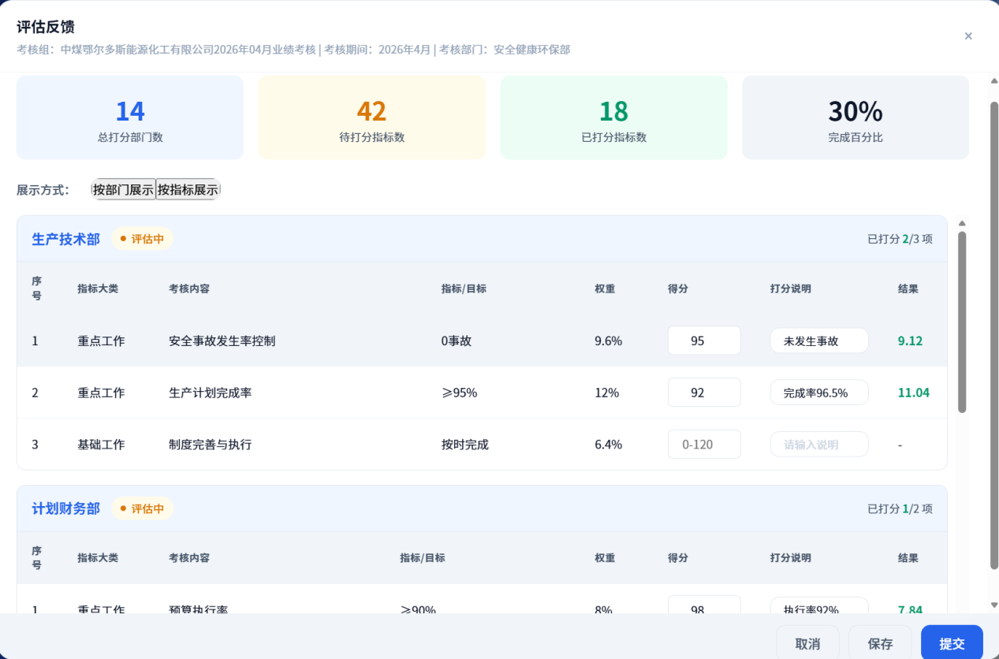 评估反馈
考核组：中煤鄂尔多斯能源化工有限公司2026年04月业绩考核 | 考核期间：2026年4月 | 考核部门：安全健康环保部
×
14 42 18 30%
总打分部门数 待打分指标数 已打分指标数 完成百分比
展示方式： 按部门展示 按指标展示
生产技术部 评估中 已打分 2/3 项
序号 指标大类 考核内容 指标/目标 权重 得分 打分说明 结果
1 重点工作 安全事故发生率控制 0事故 9.6% 95 未发生事故 9.12
2 重点工作 生产计划完成率 ≥95% 12% 92 完成率96.5% 11.04
3 基础工作 制度完善与执行 按时完成 6.4% 0-120 请输入说明 -
计划财务部 评估中 已打分 1/2 项
序号 指标大类 考核内容 指标/目标 权重 得分 打分说明 结果
1 重点工作 预算执行率 ≥90% 8% 98 执行率92% 7.84
取消 保存 提交